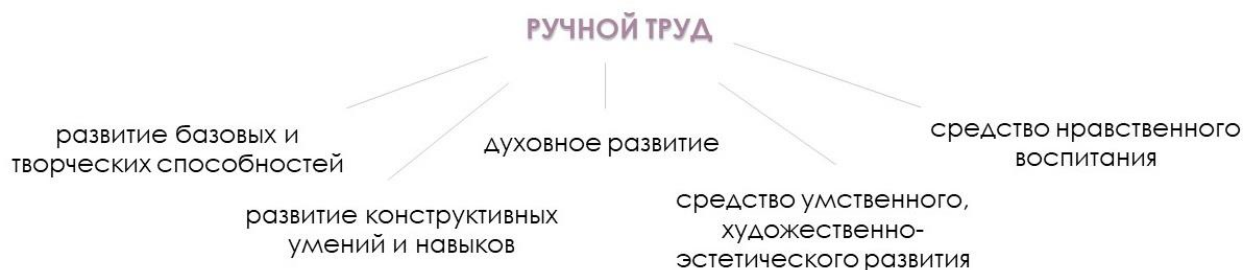 РУЧНОЙ ТРУД
развитие базовых и
творческих способностей
развитие конструктивных
умений и навыков
духовное развитие
средство умственного,
художественно-
эстетического развития
средство нравственного
воспитания